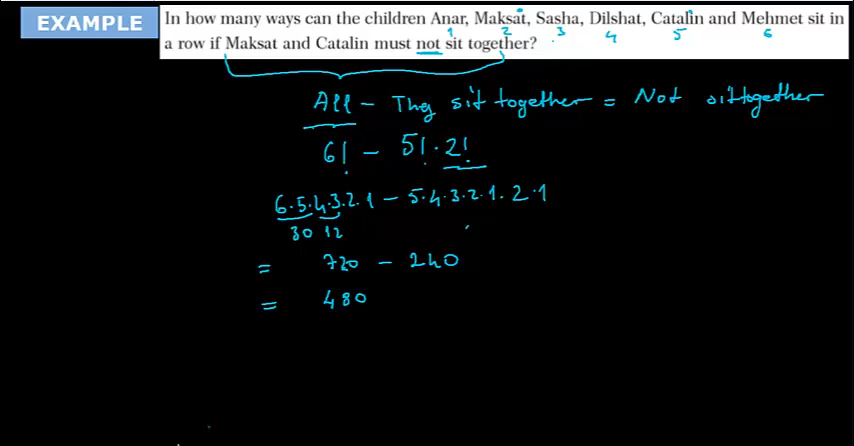 EXAMPLE
In how many ways can the children Anar, Maksat, Sasha, Dilshat, Catalin and Mehmet sit in
a row if Maksat and Catalin must not sit together?
1 2 3 4 5 6
All - They sit together = Not sit together
6! - 5! · 2!
6·5·4·3·2·1 - 5·4·3·2·1·2·1
30 12
= 720 - 240
= 480